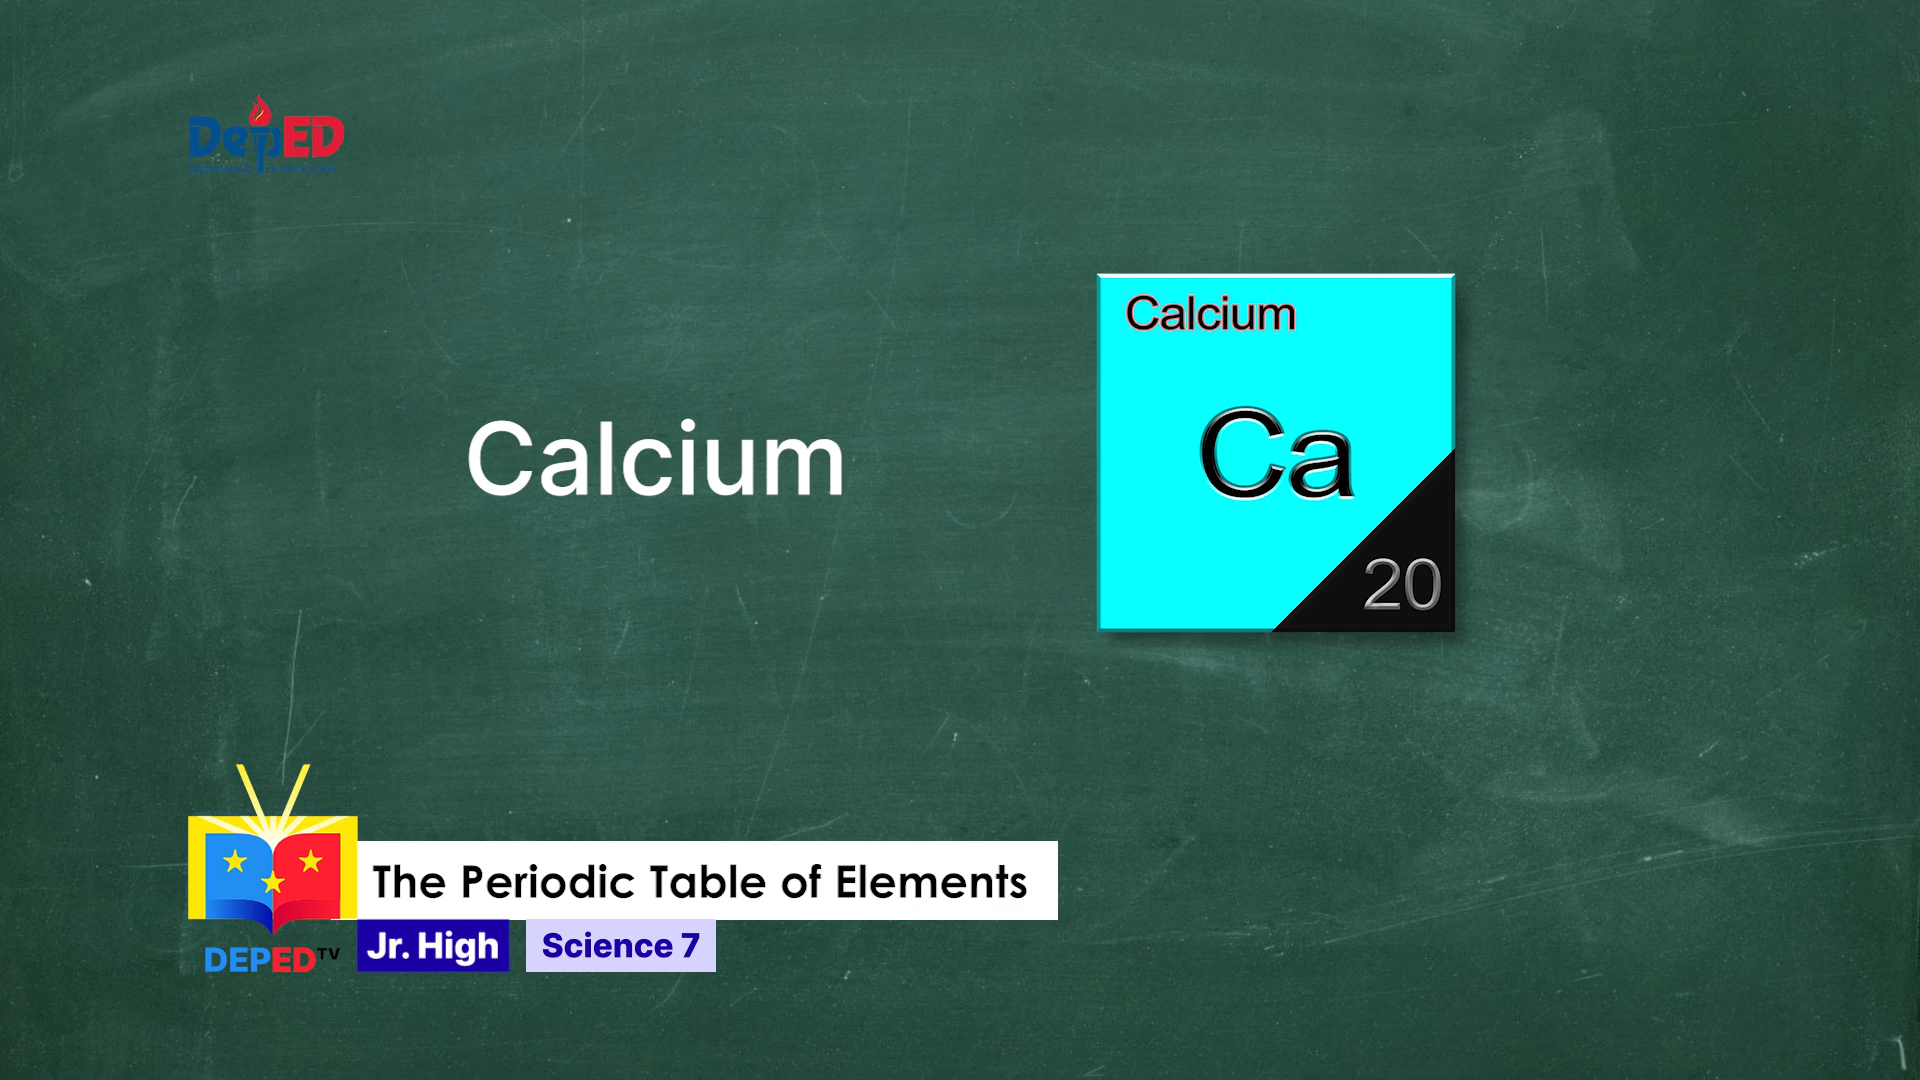 DepED
Calcium
Calcium
Ca
20
The Periodic Table of Elements
Jr. High
Science 7
DEPED TV